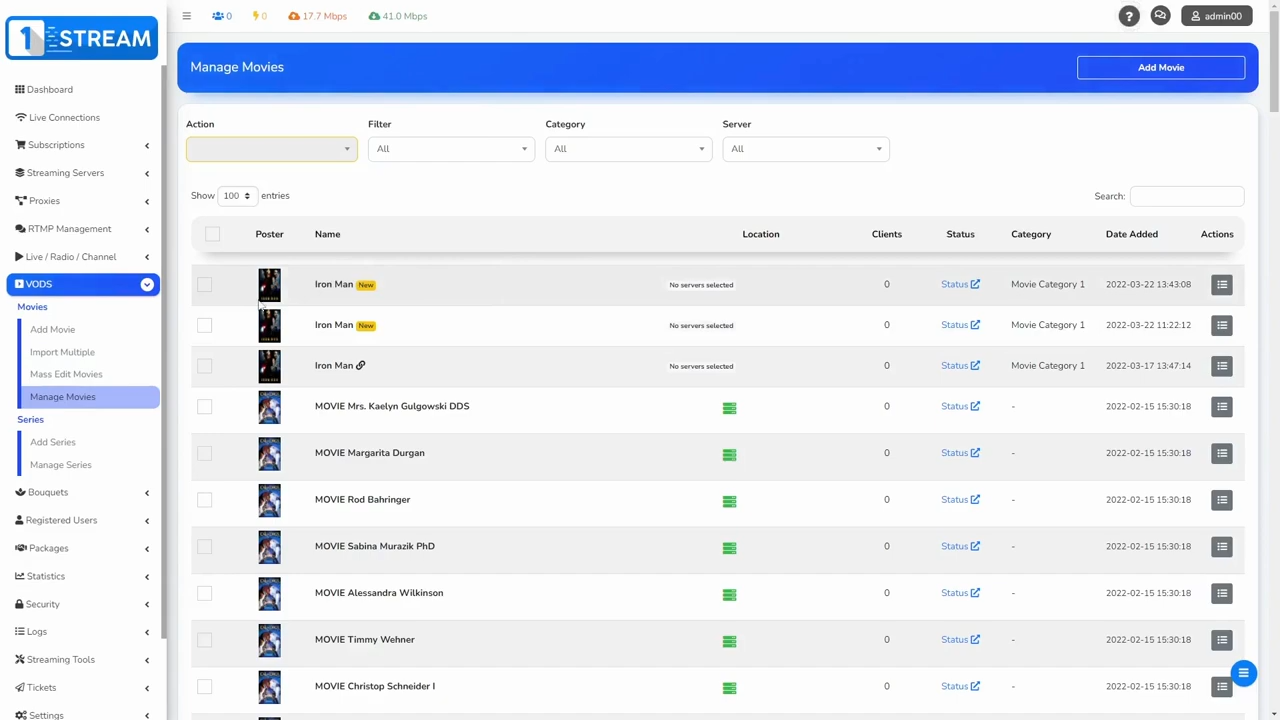 1 STREAM
0 0 17.7 Mbps 41.0 Mbps ? admin00
Dashboard
Live Connections
Subscriptions
Streaming Servers
Proxies
RTMP Management
Live / Radio / Channel
VODS
Movies
Add Movie
Import Multiple
Mass Edit Movies
Manage Movies
Series
Add Series
Manage Series
Bouquets
Registered Users
Packages
Statistics
Security
Logs
Streaming Tools
Tickets
Settings
Manage Movies Add Movie
Action Filter Category Server
All All All
Show 100 entries Search:
Poster Name Location Clients Status Category Date Added Actions
Iron Man New No servers selected 0 Status Movie Category 1 2022-03-22 13:43:08
Iron Man New No servers selected 0 Status Movie Category 1 2022-03-22 11:22:12
Iron Man No servers selected 0 Status Movie Category 1 2022-03-17 13:47:14
MOVIE Mrs. Kaelyn Gulgowski DDS 0 Status - 2022-02-15 15:30:18
MOVIE Margarita Durgan 0 Status - 2022-02-15 15:30:18
MOVIE Rod Bahringer 0 Status - 2022-02-15 15:30:18
MOVIE Sabina Murazik PhD 0 Status - 2022-02-15 15:30:18
MOVIE Alessandra Wilkinson 0 Status - 2022-02-15 15:30:18
MOVIE Timmy Wehner 0 Status - 2022-02-15 15:30:18
MOVIE Christop Schneider I 0 Status - 2022-02-15 15:30:18